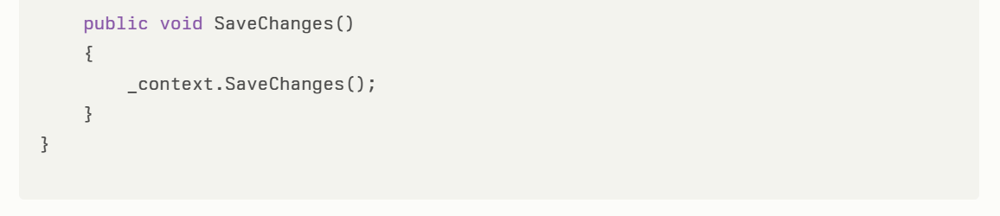 public void SaveChanges()
{
_context.SaveChanges();
}
}